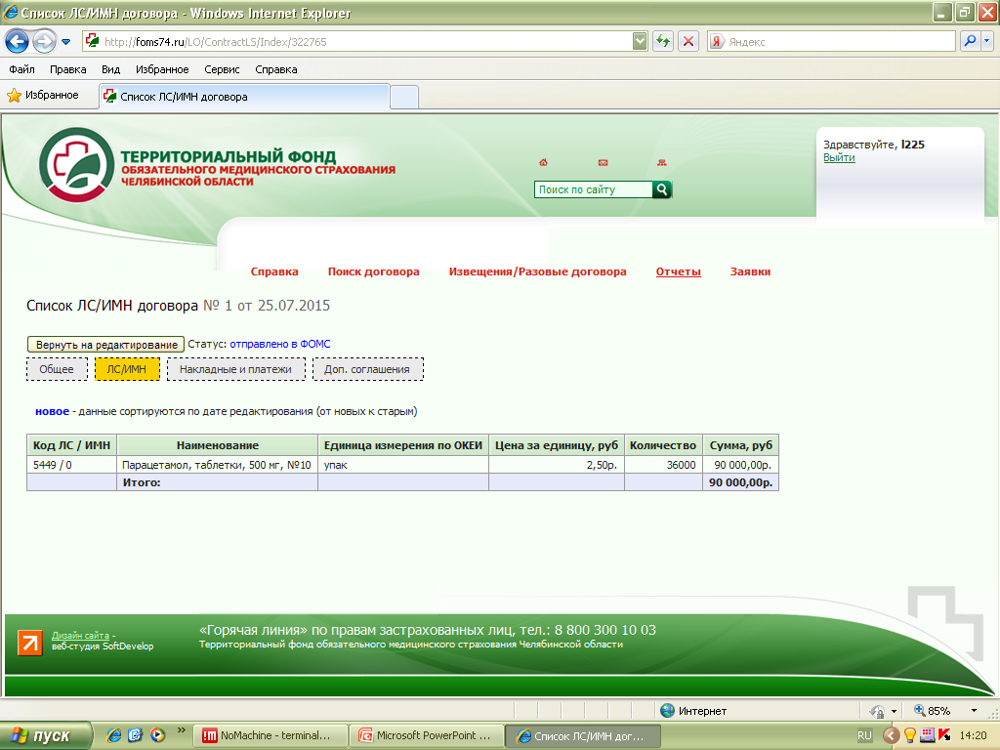 Список ЛС/ИМН договора - Windows Internet Explorer
http://foms74.ru/LO/ContractLS/Index/322765
Яндекс
Файл Правка Вид Избранное Сервис Справка
Избранное
Список ЛС/ИМН договора
ТЕРРИТОРИАЛЬНЫЙ ФОНД
ОБЯЗАТЕЛЬНОГО МЕДИЦИНСКОГО СТРАХОВАНИЯ
ЧЕЛЯБИНСКОЙ ОБЛАСТИ
Поиск по сайту
Здравствуйте, l225
Выйти
Справка Поиск договора Извещения/Разовые договора Отчеты Заявки
Список ЛС/ИМН договора № 1 от 25.07.2015
Вернуть на редактирование Статус: отправлено в ФОМС
Общее ЛС/ИМН Накладные и платежи Доп. соглашения
новое - данные сортируются по дате редактирования (от новых к старым)
Код ЛС / ИМН Наименование Единица измерения по ОКЕИ Цена за единицу, руб Количество Сумма, руб
5449 / 0 Парацетамол, таблетки, 500 мг, №10 упак 2,50р. 36000 90 000,00р.
Итого: 90 000,00р.
Дизайн сайта -
веб-студия SoftDevelop
«Горячая линия» по правам застрахованных лиц, тел.: 8 800 300 10 03
Территориальный фонд обязательного медицинского страхования Челябинской области
Интернет 85%
пуск » NoMachine - terminal... Microsoft PowerPoint ... Список ЛС/ИМН дог... RU 14:20